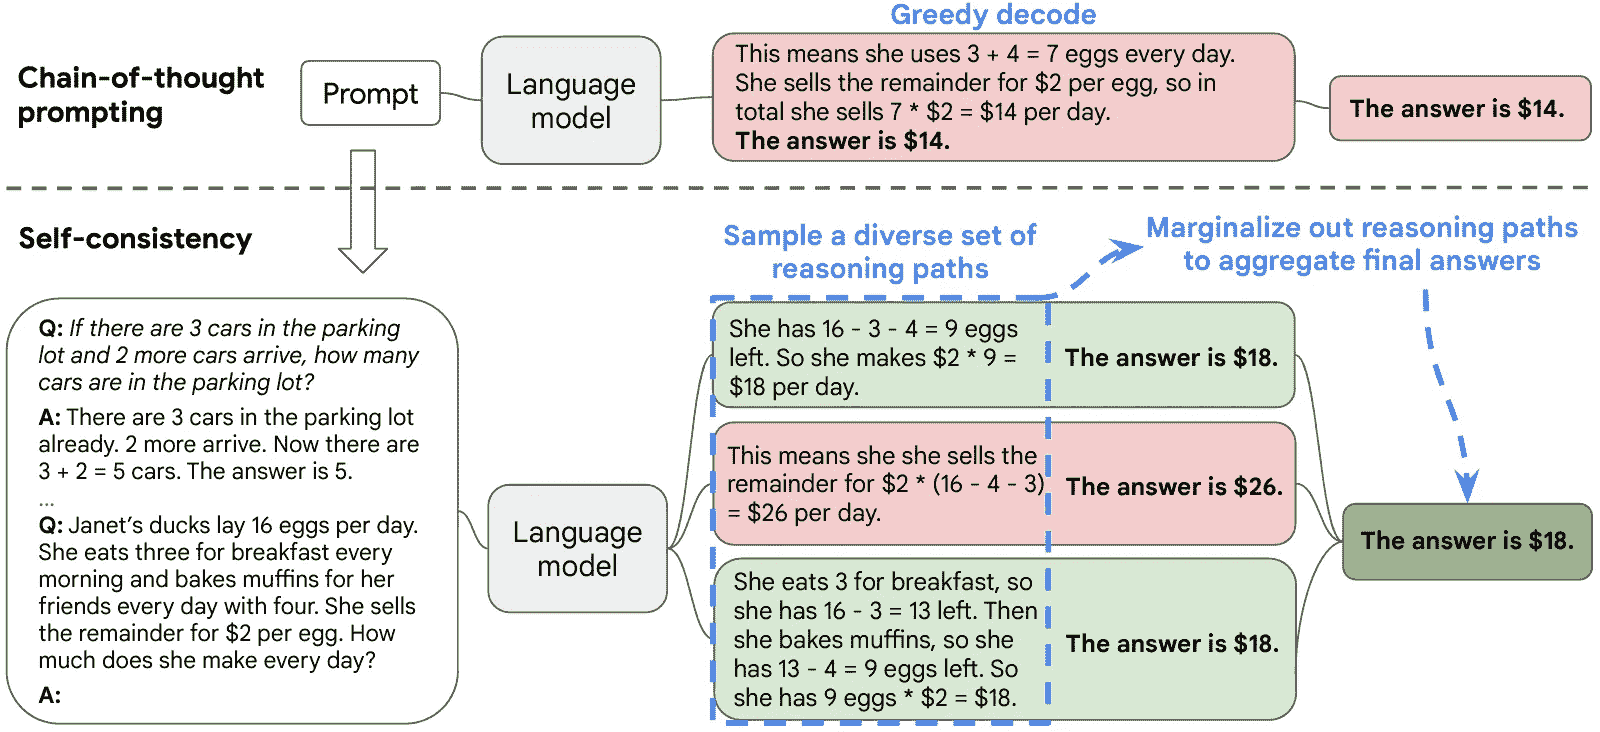 Greedy decode
Chain-of-thought
prompting
Prompt
Language
model
This means she uses 3 + 4 = 7 eggs every day.
She sells the remainder for $2 per egg, so in
total she sells 7 * $2 = $14 per day.
The answer is $14.
The answer is $14.
Self-consistency
Sample a diverse set of
reasoning paths
Marginalize out reasoning paths
to aggregate final answers
Q: If there are 3 cars in the parking
lot and 2 more cars arrive, how many
cars are in the parking lot?
A: There are 3 cars in the parking lot
already. 2 more arrive. Now there are
3 + 2 = 5 cars. The answer is 5.
...
Q: Janet's ducks lay 16 eggs per day.
She eats three for breakfast every
morning and bakes muffins for her
friends every day with four. She sells
the remainder for $2 per egg. How
much does she make every day?
A:
Language
model
She has 16 - 3 - 4 = 9 eggs
left. So she makes $2 * 9 =
$18 per day.
The answer is $18.
This means she she sells the
remainder for $2 * (16 - 4 - 3)
= $26 per day.
The answer is $26.
She eats 3 for breakfast, so
she has 16 - 3 = 13 left. Then
she bakes muffins, so she
has 13 - 4 = 9 eggs left. So
she has 9 eggs * $2 = $18.
The answer is $18.
The answer is $18.